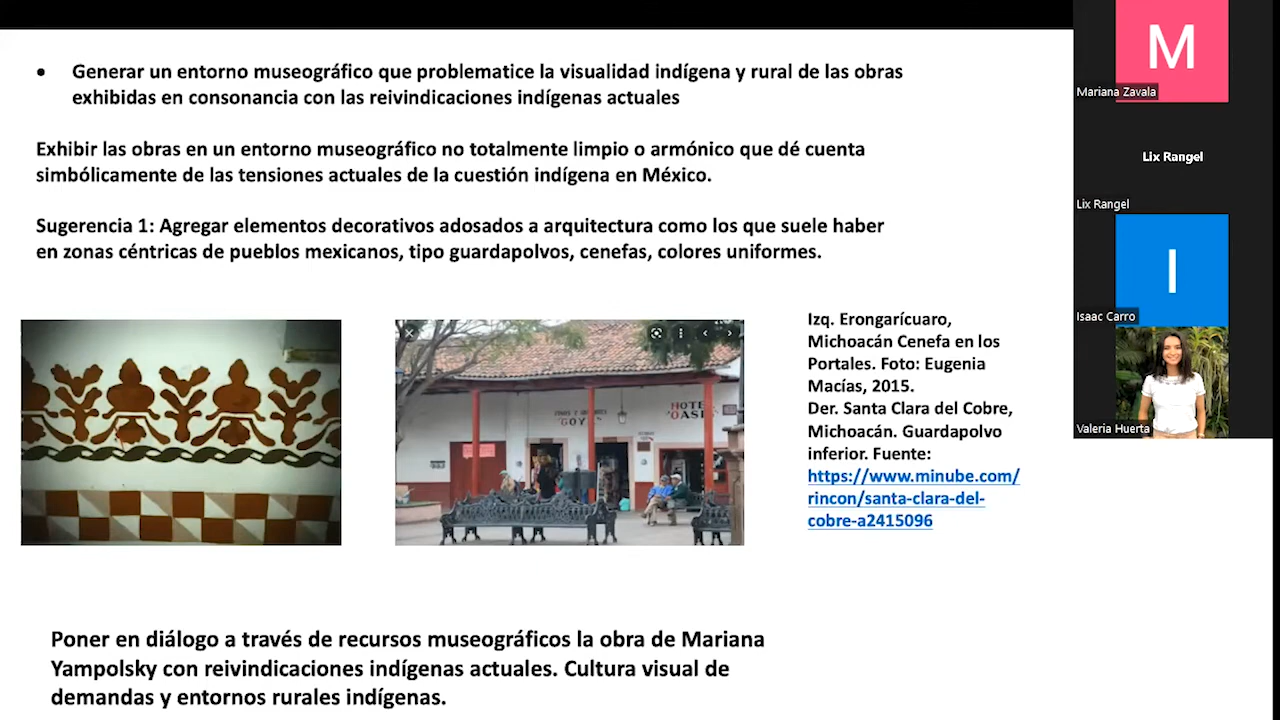 • Generar un entorno museográfico que problematice la visualidad indígena y rural de las obras
exhibidas en consonancia con las reivindicaciones indígenas actuales
Exhibir las obras en un entorno museográfico no totalmente limpio o armónico que dé cuenta
simbólicamente de las tensiones actuales de la cuestión indígena en México.
Sugerencia 1: Agregar elementos decorativos adosados a arquitectura como los que suele haber
en zonas céntricas de pueblos mexicanos, tipo guardapolvos, cenefas, colores uniformes.
HOTE
OASI
Izq. Erongarícuaro,
Michoacán Cenefa en los
Portales. Foto: Eugenia
Macías, 2015.
Der. Santa Clara del Cobre,
Michoacán. Guardapolvo
inferior. Fuente:
https://www.minube.com/
rincon/santa-clara-del-
cobre-a2415096
Poner en diálogo a través de recursos museográficos la obra de Mariana
Yampolsky con reivindicaciones indígenas actuales. Cultura visual de
demandas y entornos rurales indígenas.
M
Mariana Zavala
Lix Rangel
Lix Rangel
I
Isaac Carro
Valeria Huerta